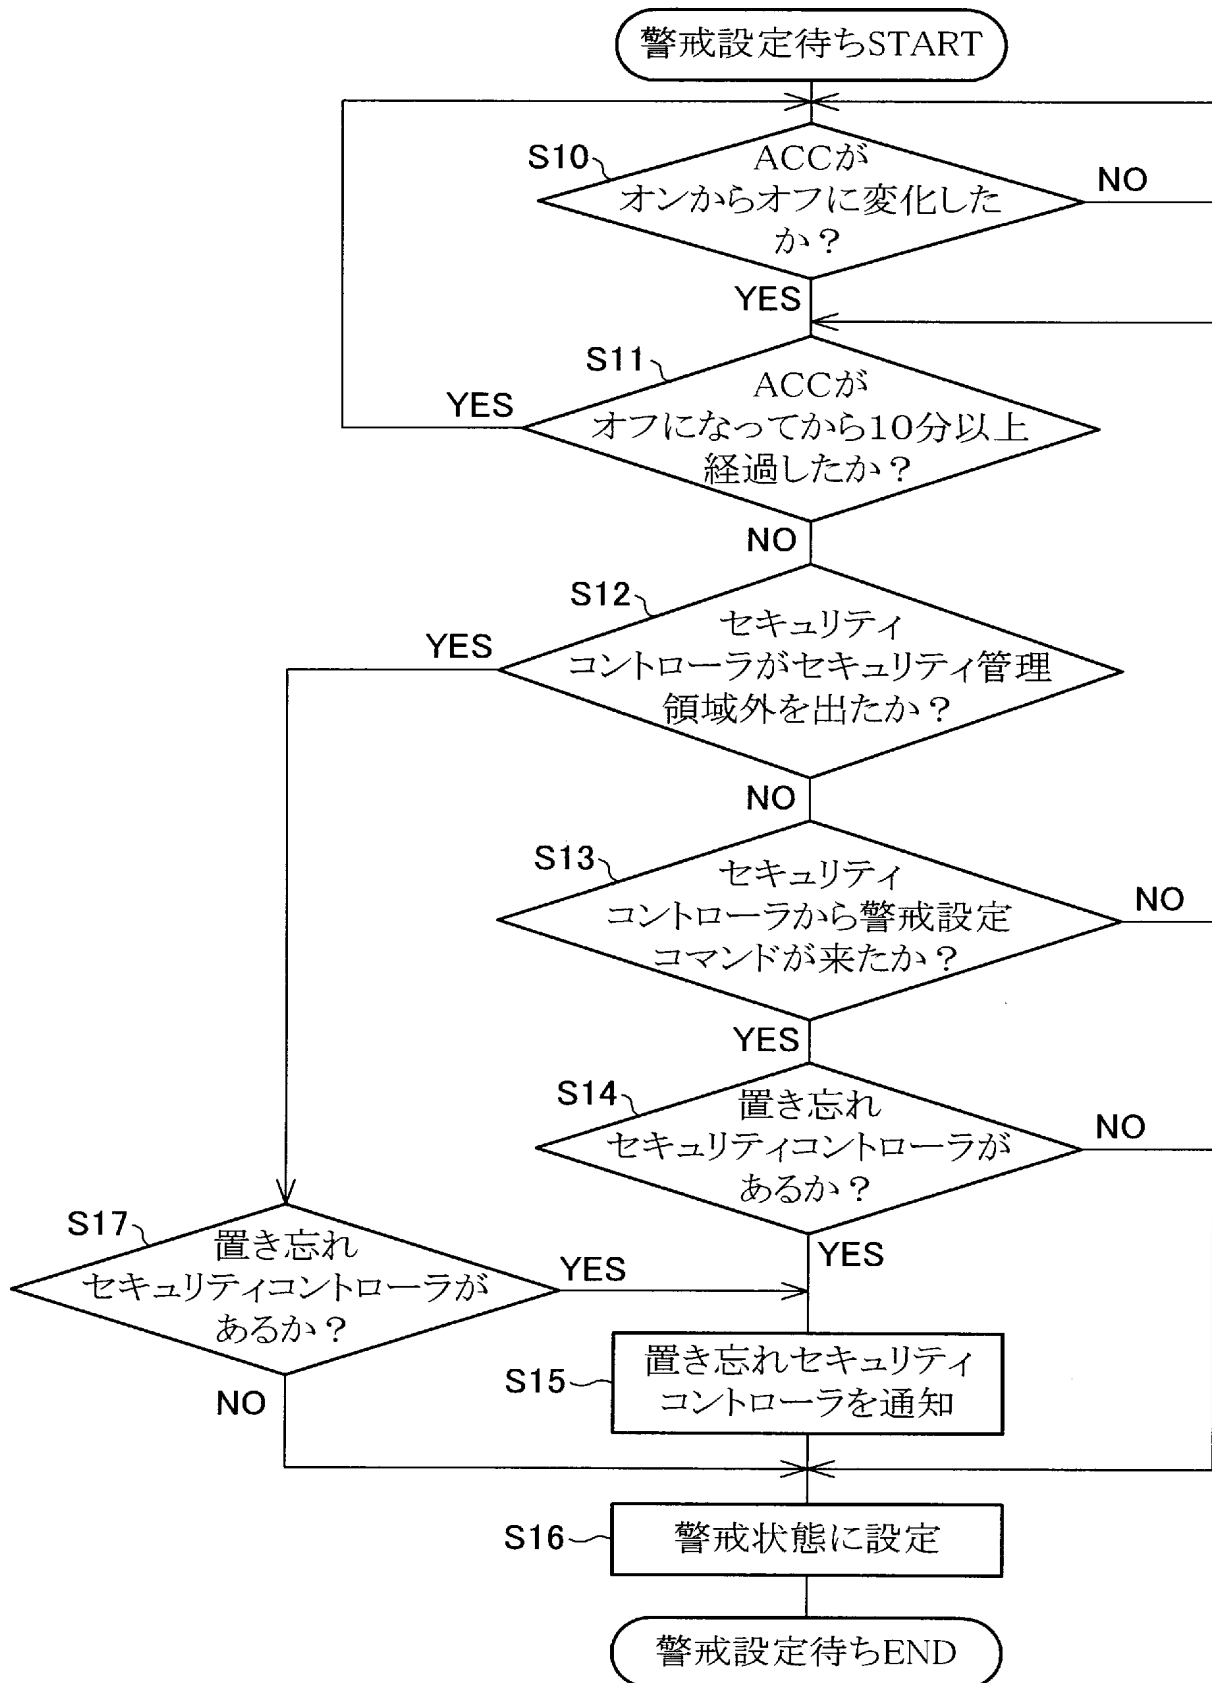 警戒設定待ちSTART
S10
ACCが
オンからオフに変化した
か？
NO
YES
S11
ACCが
オフになってから10分以上
経過したか？
YES
NO
S12
セキュリティ
コントローラがセキュリティ管理
領域外を出たか？
YES
NO
S13
セキュリティ
コントローラから警戒設定
コマンドが来たか？
NO
YES
S14
置き忘れ
セキュリティコントローラが
あるか？
NO
YES
S17
置き忘れ
セキュリティコントローラが
あるか？
YES
NO
S15
置き忘れセキュリティ
コントローラを通知
S16
警戒状態に設定
警戒設定待ちEND